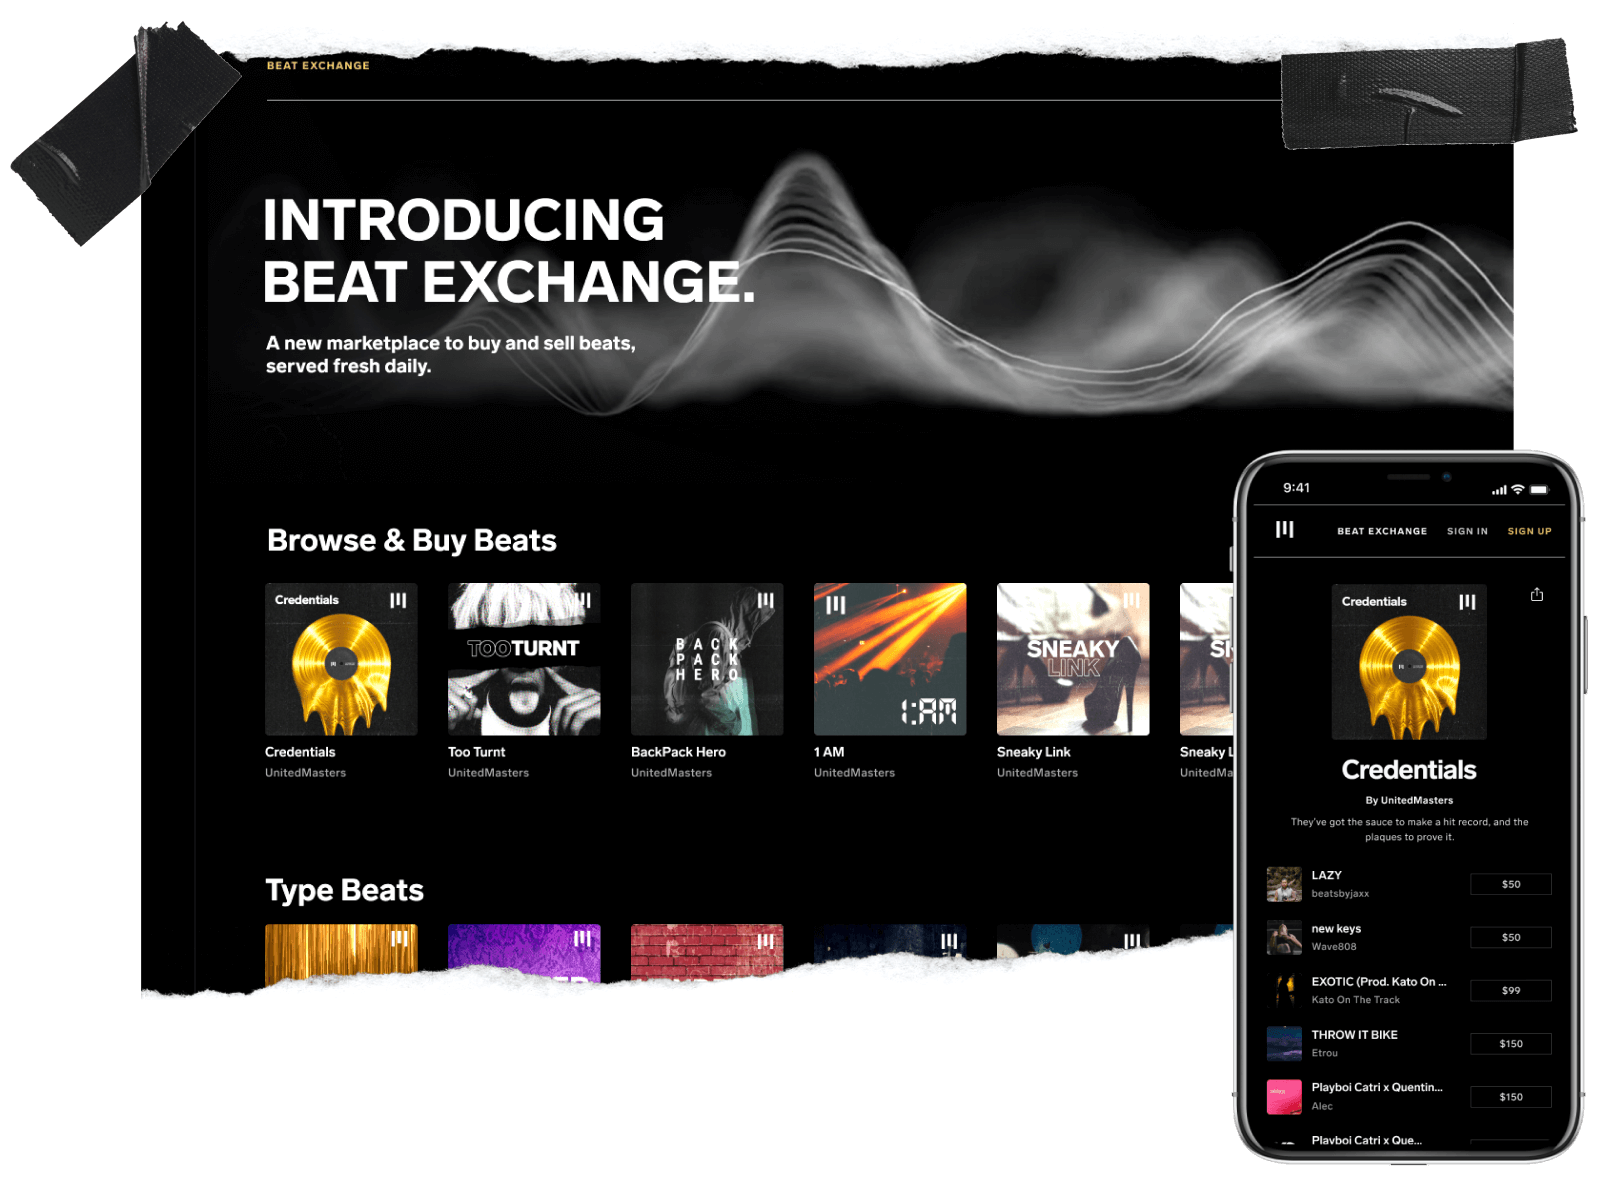 BEAT EXCHANGE
INTRODUCING
BEAT EXCHANGE.
A new marketplace to buy and sell beats,
served fresh daily.
Browse & Buy Beats
Credentials
TOOTURNT
BACK
PACK
HERO
1:AM
SNEAKY
LINK
Credentials
UnitedMasters
Too Turnt
UnitedMasters
BackPack Hero
UnitedMasters
1 AM
UnitedMasters
Sneaky Link
UnitedMasters
Sneaky L
UnitedMa
Type Beats
9:41
BEAT EXCHANGE SIGN IN SIGN UP
Credentials
Credentials
By UnitedMasters
They've got the sauce to make a hit record, and the
plaques to prove it.
LAZY
beatsbyjaxx
$50
new keys
Wave808
$50
EXOTIC (Prod. Kato On ...
Kato On The Track
$99
THROW IT BIKE
Etrou
$150
Playboi Catri x Quentin...
Alec
$150
Playboi Catri x Que...